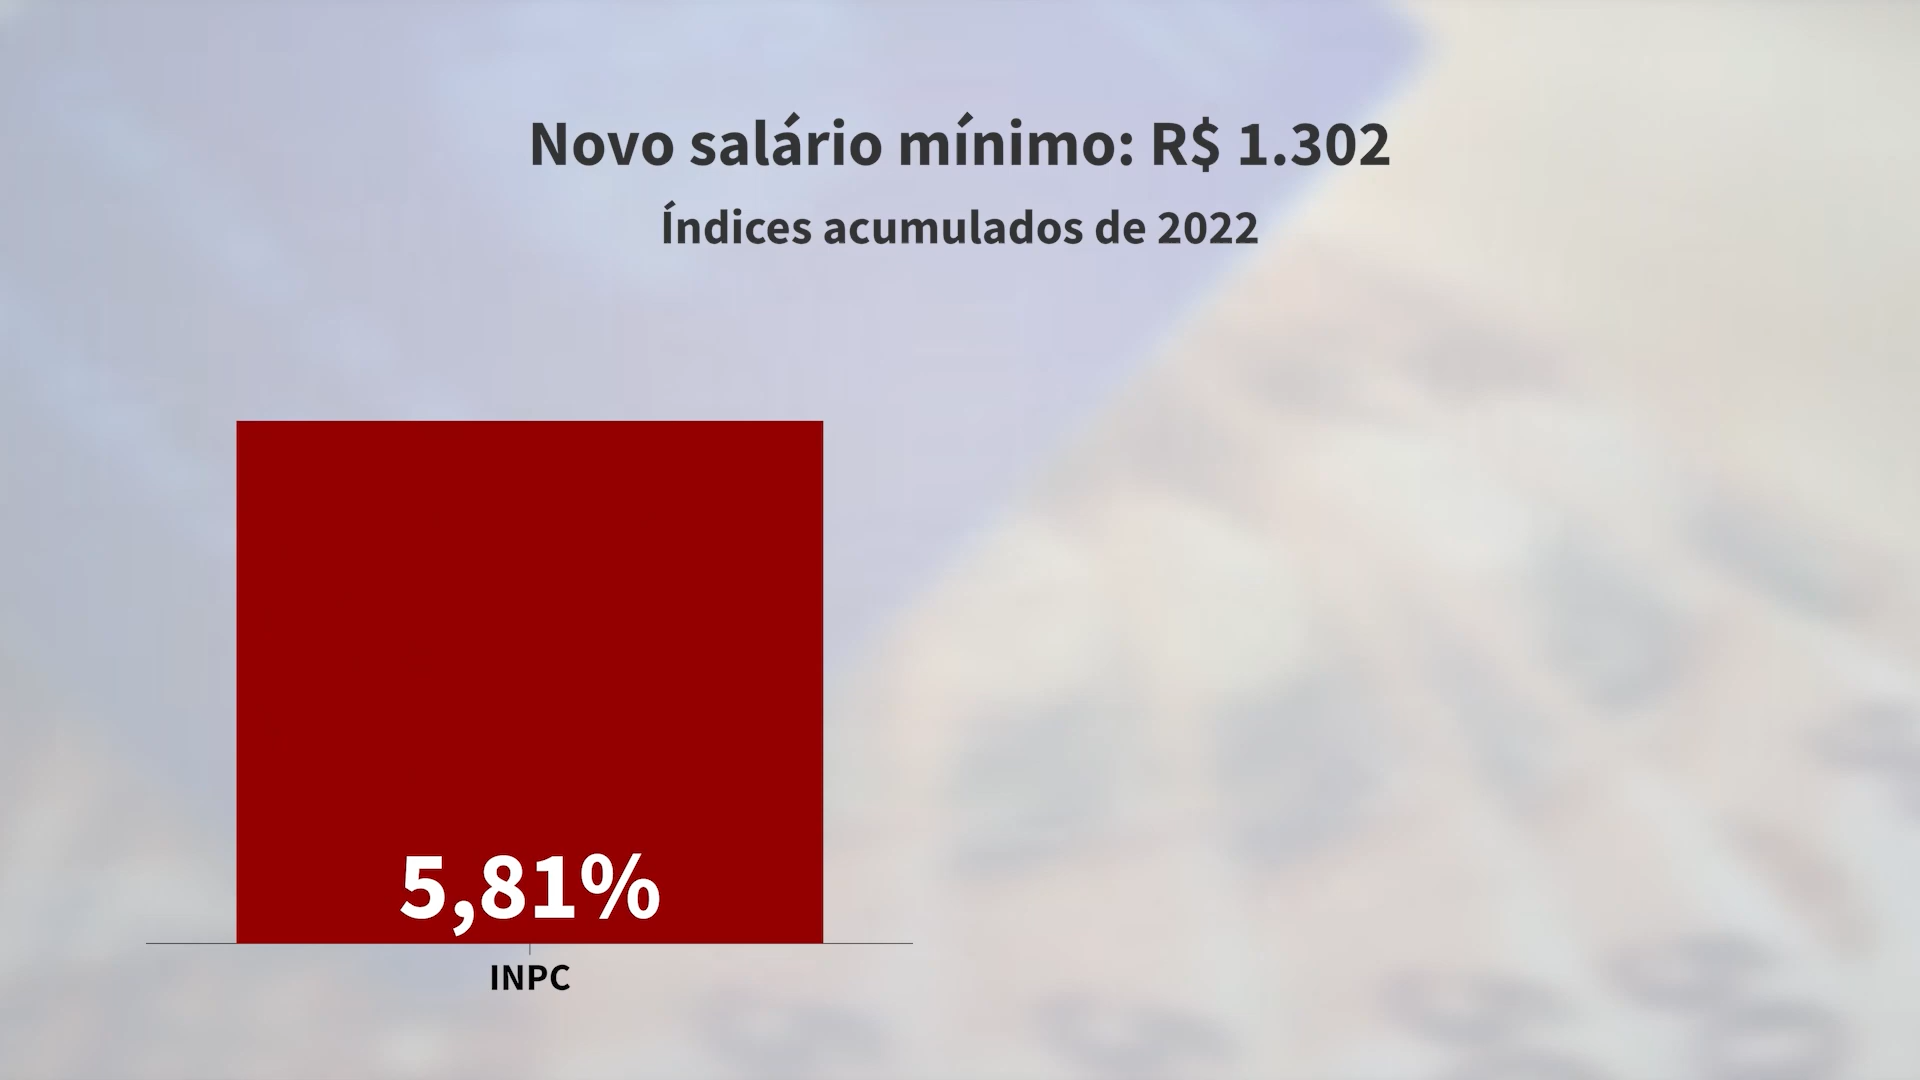 Novo salário mínimo: R$ 1.302
Índices acumulados de 2022
5,81%
INPC